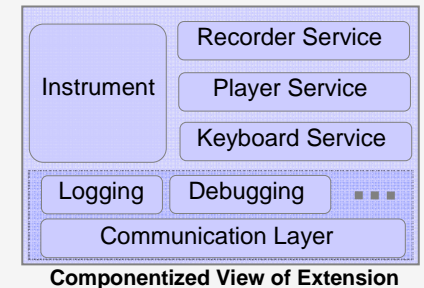 Recorder Service
Instrument
Player Service
Keyboard Service
Logging
Debugging
...
Communication Layer
Componentized View of Extension